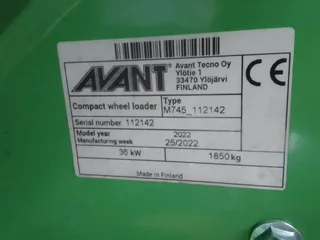 AVANT®
Avant Tecno Oy
Ylötie 1
33470 Ylöjärvi
FINLAND
CE
Compact wheel loader
Type
M745_112142
Serial number 112142
Model year 2022
Manufacturing week 25/2022
36 kW 1850kg
Made in Finland